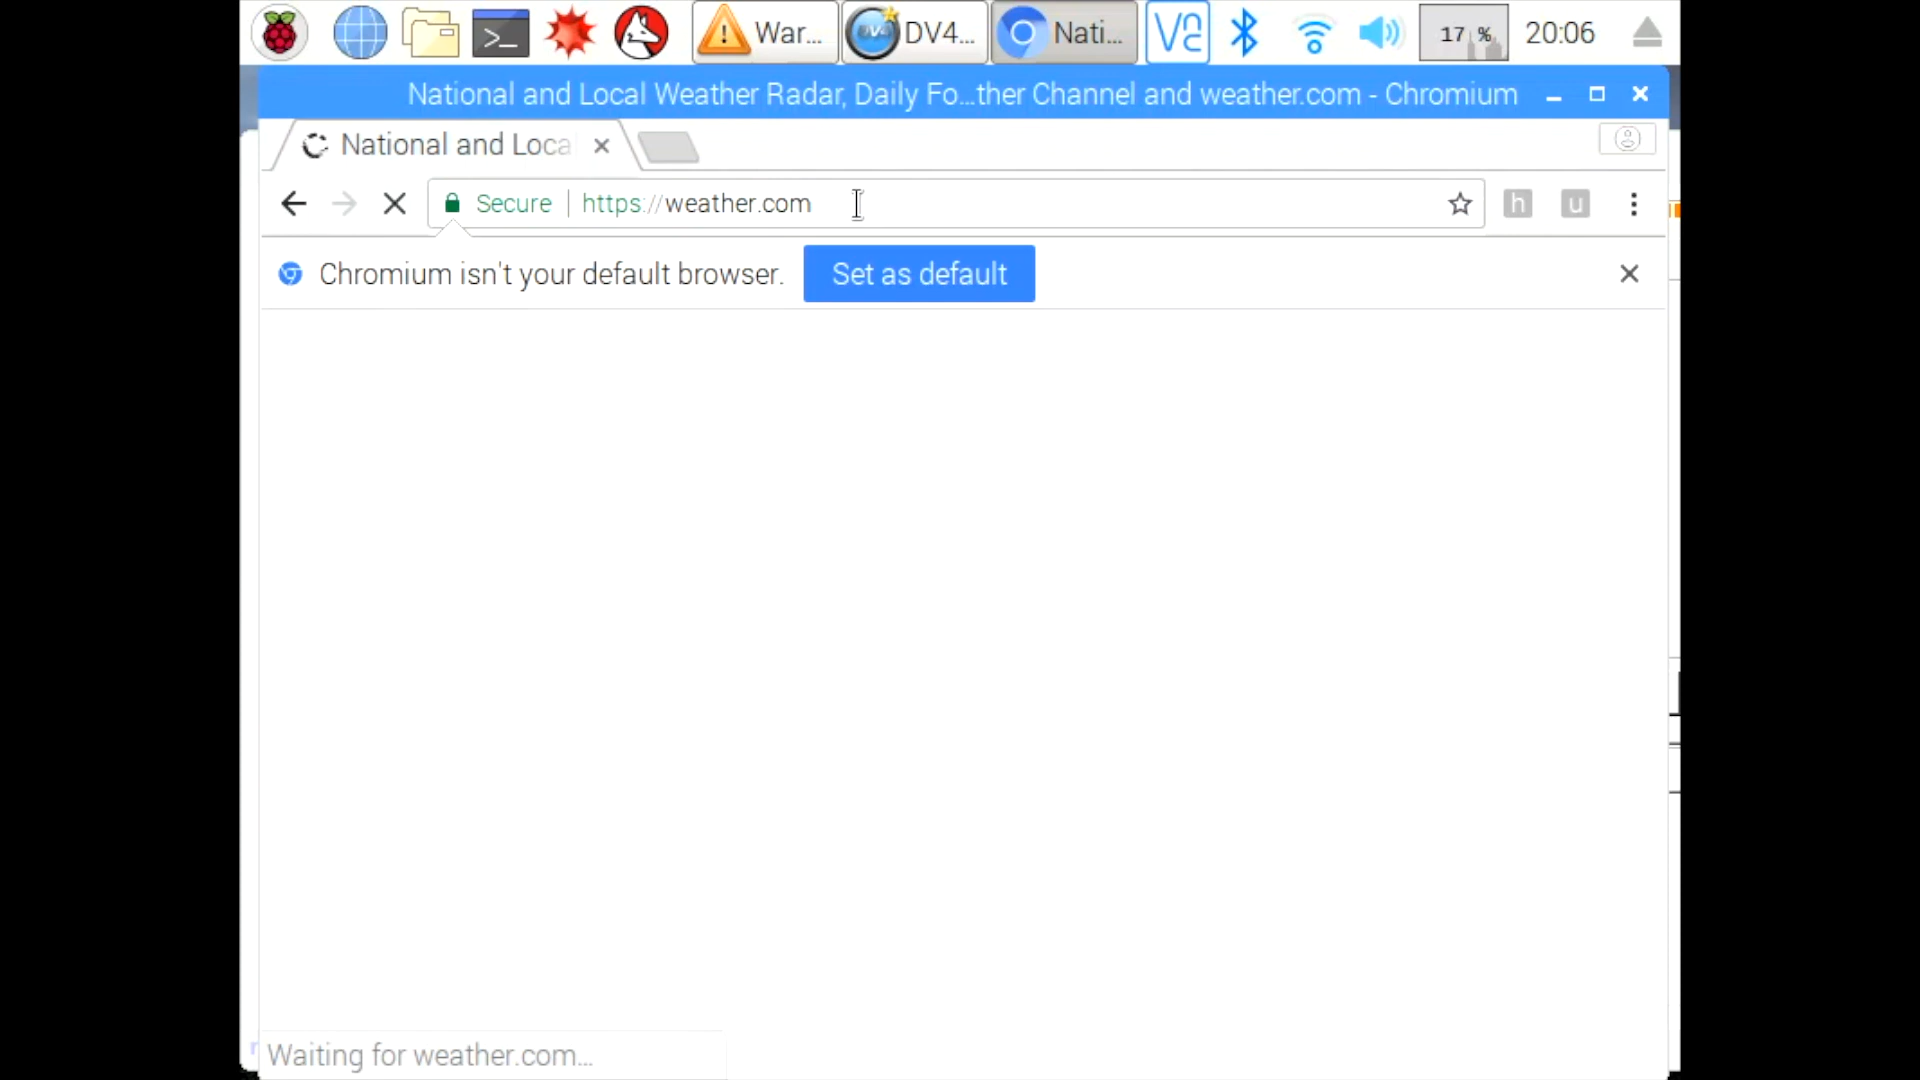 War...
DV4...
Nati...
17 %
20:06
National and Local Weather Radar, Daily Fo...ther Channel and weather.com - Chromium
National and Loca
Secure
https://weather.com
h
u
Chromium isn't your default browser.
Set as default
Waiting for weather.com...